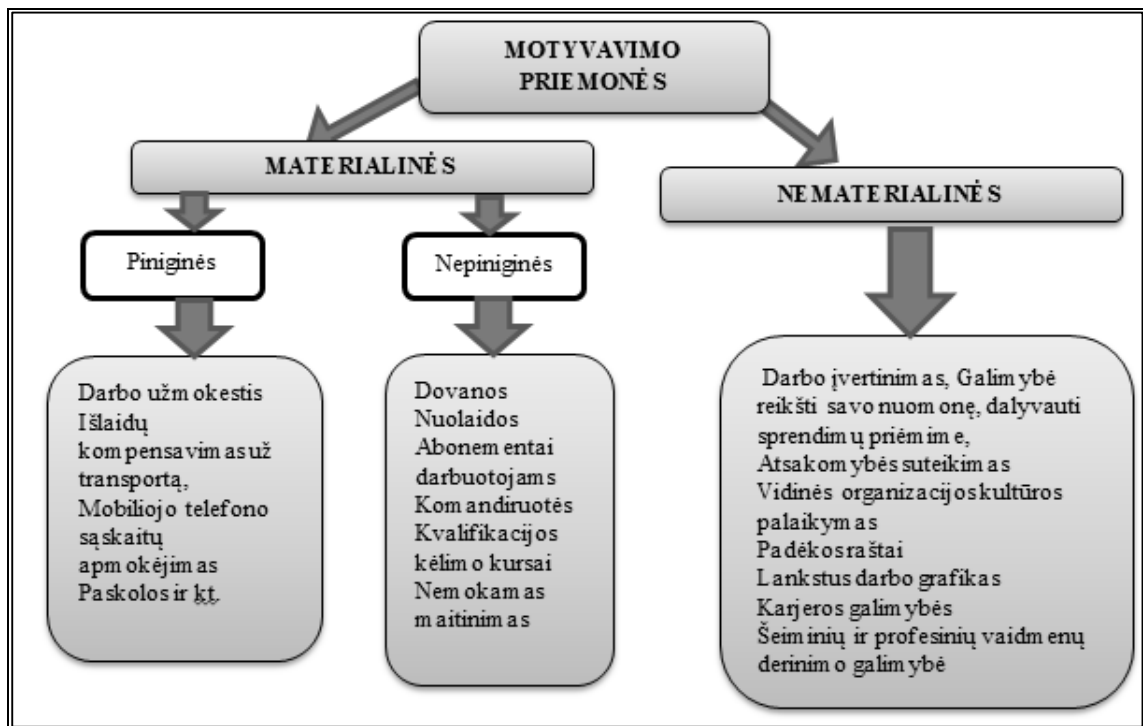 MOTYVAVIMO
PRIEMONĖS
MATERIALINĖS
NEMATERIALINĖS
Piniginės
Nepiniginės
Darbo užmokestis
Išlaidų
kompensavimas už
transportą,
Mobiliojo telefono
sąskaitų
apmokėjimas
Paskolos ir kt.
Dovanos
Nuolaidos
Abonementai
darbuotojams
Komandiruotės
Kvalifikacijos
kėlimo kursai
Nemokamas
maitinimas
Darbo įvertinimas, Galimybė
reikšti savo nuomonę, dalyvauti
sprendimų priėmime,
Atsakomybės suteikimas
Vidinės organizacijos kultūros
palaikymas
Padėkos raštai
Lankstus darbo grafikas
Karjeros galimybės
Šeiminių ir profesinių vaidmenų
derinimo galimybė